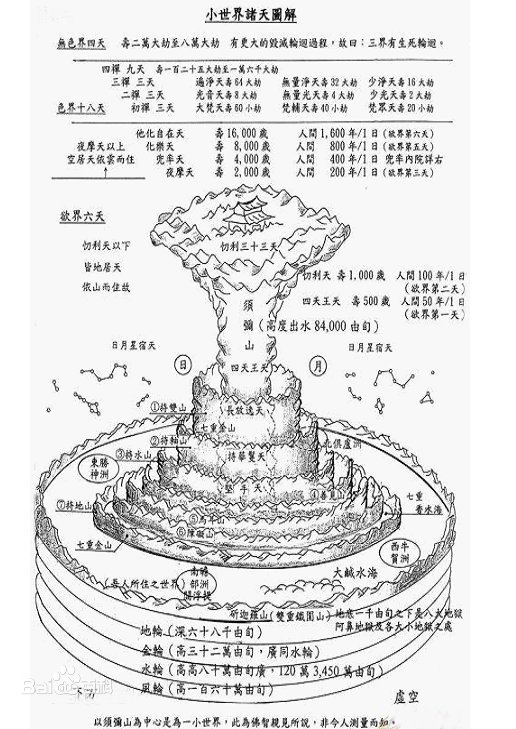 小世界諸天圖解
無色界四天 壽二萬大劫至八萬大劫 有更大的毀滅輪迴過程,故曰:三界有生死輪迴。
四禪 九天 壽一百二十五大劫至一萬六千大劫
三禪 三天 遍淨天壽64大劫 無量淨天壽32大劫 少淨天壽16大劫
二禪 三天 光音天壽8大劫 無量光天壽4大劫 少光天壽2大劫
色界十八天 初禪 三天 大梵天壽60小劫 梵輔天壽40小劫 梵眾天壽20小劫
他化自在天 壽16,000歲 人間1,600年/1日(欲界第六天)
夜摩天以上 化樂天 壽 8,000歲 人間 800年/1日(欲界第五天)
空居天依雲而住 兜率天 壽 4,000歲 人間 400年/1日 兜率內院詳右
夜摩天 壽 2,000歲 人間 200年/1日(欲界第三天)
欲界六天
忉利三十三天
忉利天以下
皆地居天
依山而住故
忉利天 壽1,000歲 人間100年/1日
(欲界第二天)
四天王天 壽500歲 人間50年/1日
(欲界第一天)
須彌山
(高度出水84,000由旬)
四天王天
日月星宿天
日月星宿天
日
月
①持雙山
長放逸天
七重金山
②持軸山
北俱盧洲
③持水山
持華鬘天
東勝神洲
堅手天
④善見山
七重香水海
⑤馬耳山
⑦持地山
⑥障礙山
七重金山
西牛賀洲
大鹹水海
(吾人所住之世界)
南贍部洲
閻浮提
斫迦羅山(雙重鐵圍山)
地底一千由旬之下是八大地獄
阿鼻地獄及各大小地獄之處
地輪(深六十八千由旬)
金輪(高三十二萬由旬,廣同水輪)
水輪(高高八十萬由旬廣,120萬3,450萬由旬)
風輪(高一百六十萬由旬)
下方
虛空
Bai 百科
以須彌山為中心是為一小世界,此為佛智親見所說,非今人測量而知。